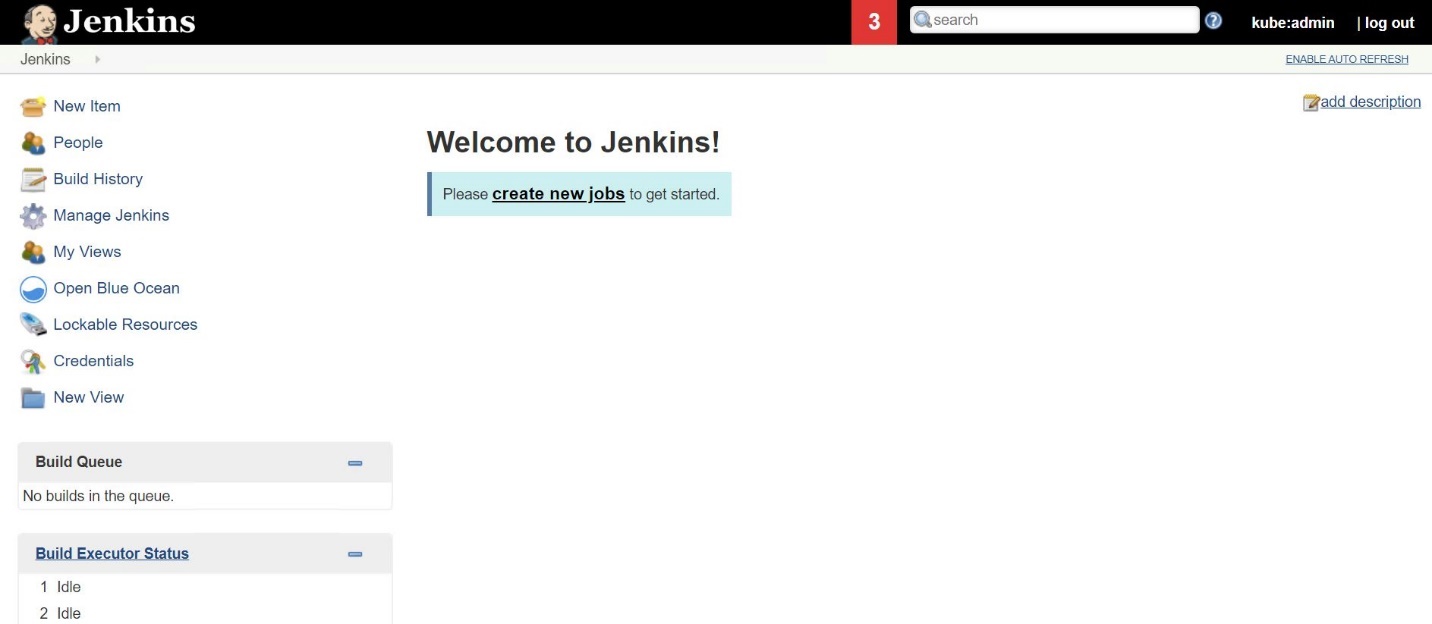 Jenkins
3
search
kube:admin
| log out
Jenkins
ENABLE AUTO REFRESH
New Item
People
Build History
Manage Jenkins
My Views
Open Blue Ocean
Lockable Resources
Credentials
New View
add description
Welcome to Jenkins!
Please create new jobs to get started.
Build Queue
No builds in the queue.
Build Executor Status
1 Idle
2 Idle